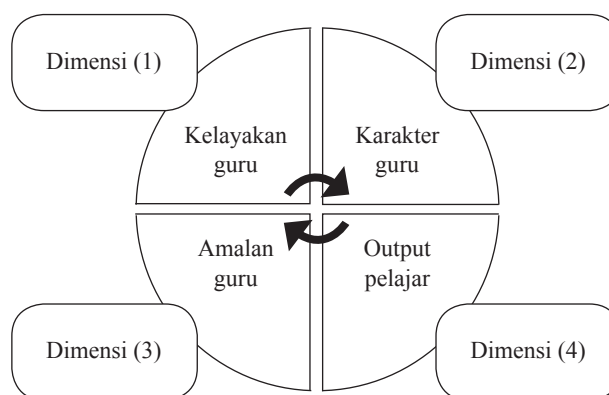 Dimensi (1)
Dimensi (2)
Kelayakan
guru
Karakter
guru
Amalan
guru
Output
pelajar
Dimensi (3)
Dimensi (4)